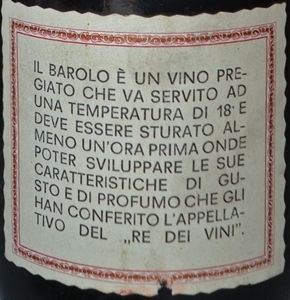 IL BAROLO È UN VINO PRE-
GIATO CHE VA SERVITO AD
UNA TEMPERATURA DI 18° E
DEVE ESSERE STURATO AL-
MENO UN'ORA PRIMA ONDE
POTER SVILUPPARE LE SUE
CARATTERISTICHE DI GU-
STO E DI PROFUMO CHE GLI
HAN CONFERITO L'APPELLA-
TIVO DEL „RE DEI VINI".